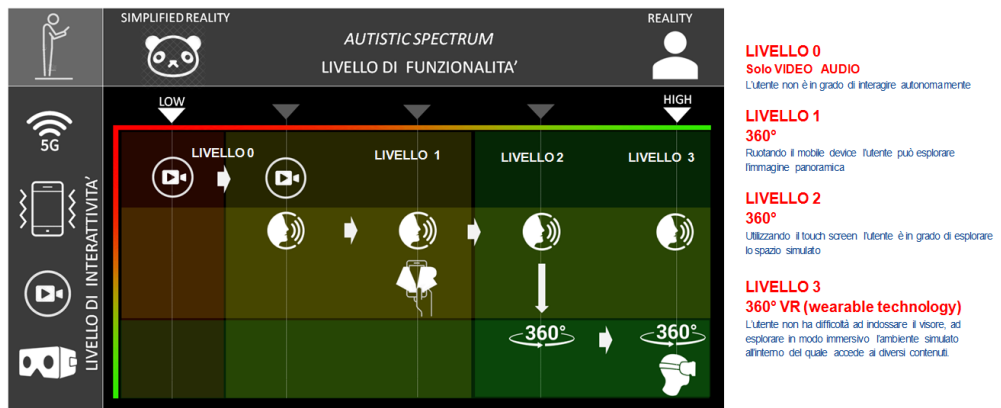 SIMPLIFIED REALITY
REALITY
AUTISTIC SPECTRUM
LIVELLO DI FUNZIONALITA'
LOW
HIGH
5G
LIVELLO DI INTERATTIVITA'
LIVELLO 0
LIVELLO 1
LIVELLO 2
LIVELLO 3
360°
360°
LIVELLO 0
Solo VIDEO AUDIO
L'utente non è in grado di interagire autonomamente
LIVELLO 1
360°
Ruotando il mobile device l'utente può esplorare
l'immagine panoramica
LIVELLO 2
360°
Utilizzando il touch screen l'utente è in grado di esplorare
lo spazio simulato
LIVELLO 3
360° VR (wearable technology)
L'utente non ha difficoltà ad indossare il visore, ad
esplorare in modo immersivo l'ambiente simulato
all'interno del quale accede ai diversi contenuti.